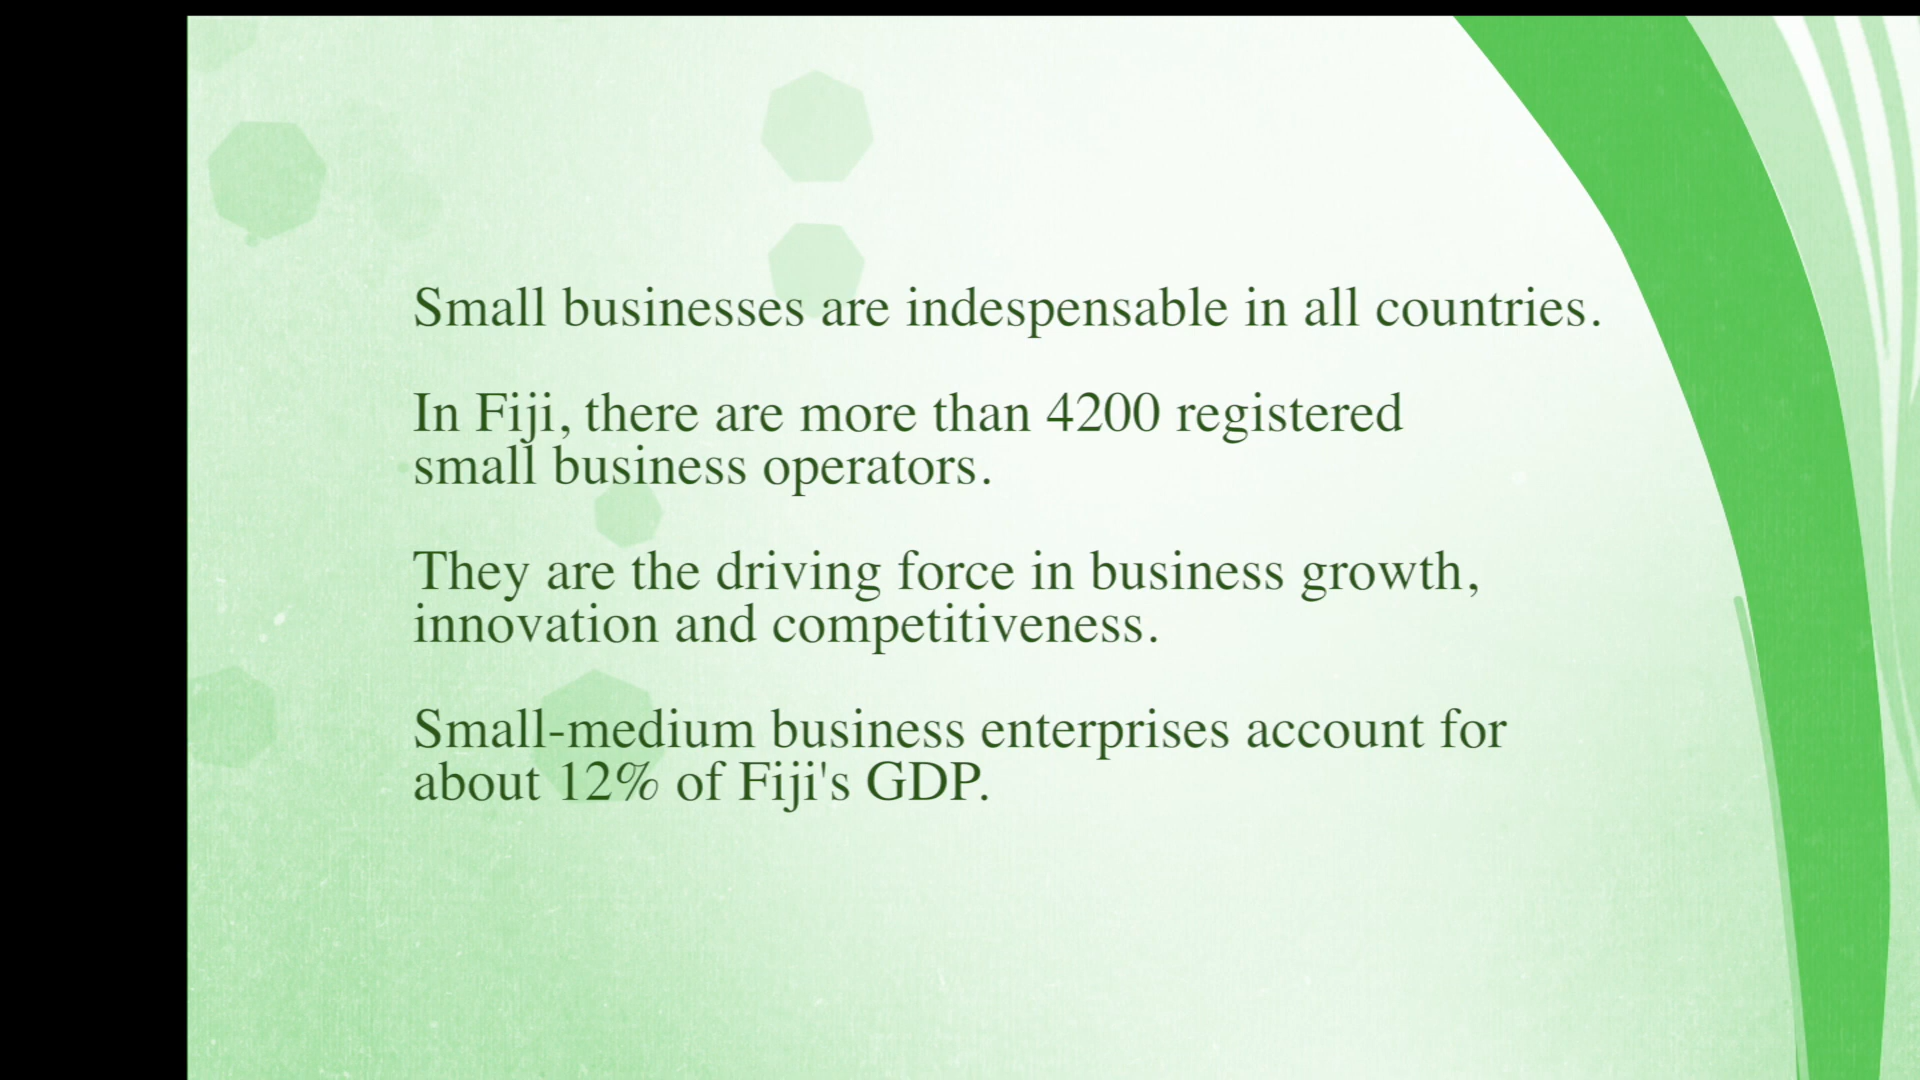 Small businesses are indespensable in all countries.
In Fiji, there are more than 4200 registered
small business operators.
They are the driving force in business growth,
innovation and competitiveness.
Small-medium business enterprises account for
about 12% of Fiji's GDP.